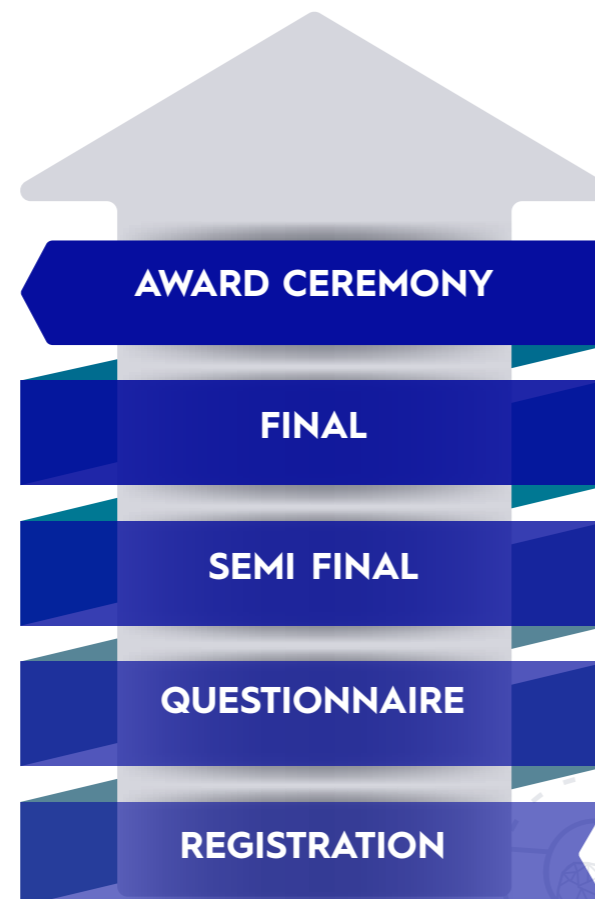 AWARD CEREMONY
FINAL
SEMI FINAL
QUESTIONNAIRE
REGISTRATION